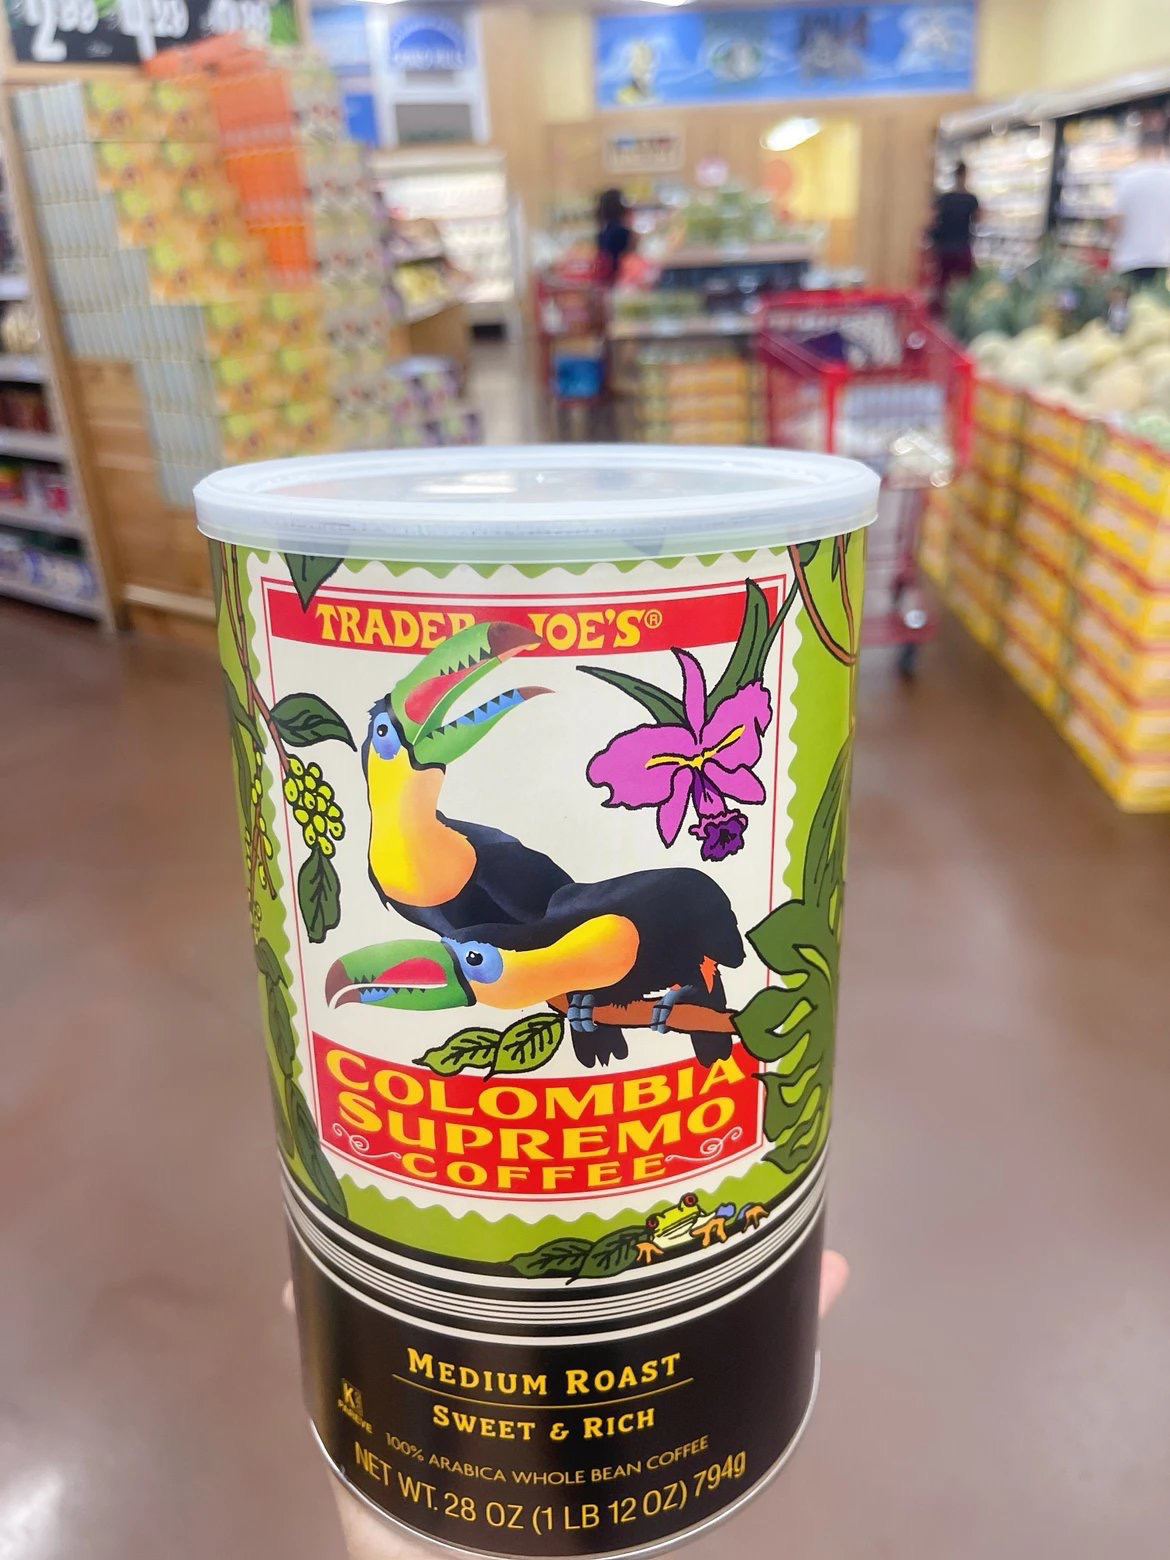 TRADER JOE'S®
COLOMBIA
SUPREMO
COFFEE
MEDIUM ROAST
SWEET & RICH
K
PAREVE
100% ARABICA WHOLE BEAN COFFEE
NET WT. 28 OZ (1 LB 12 OZ) 794g